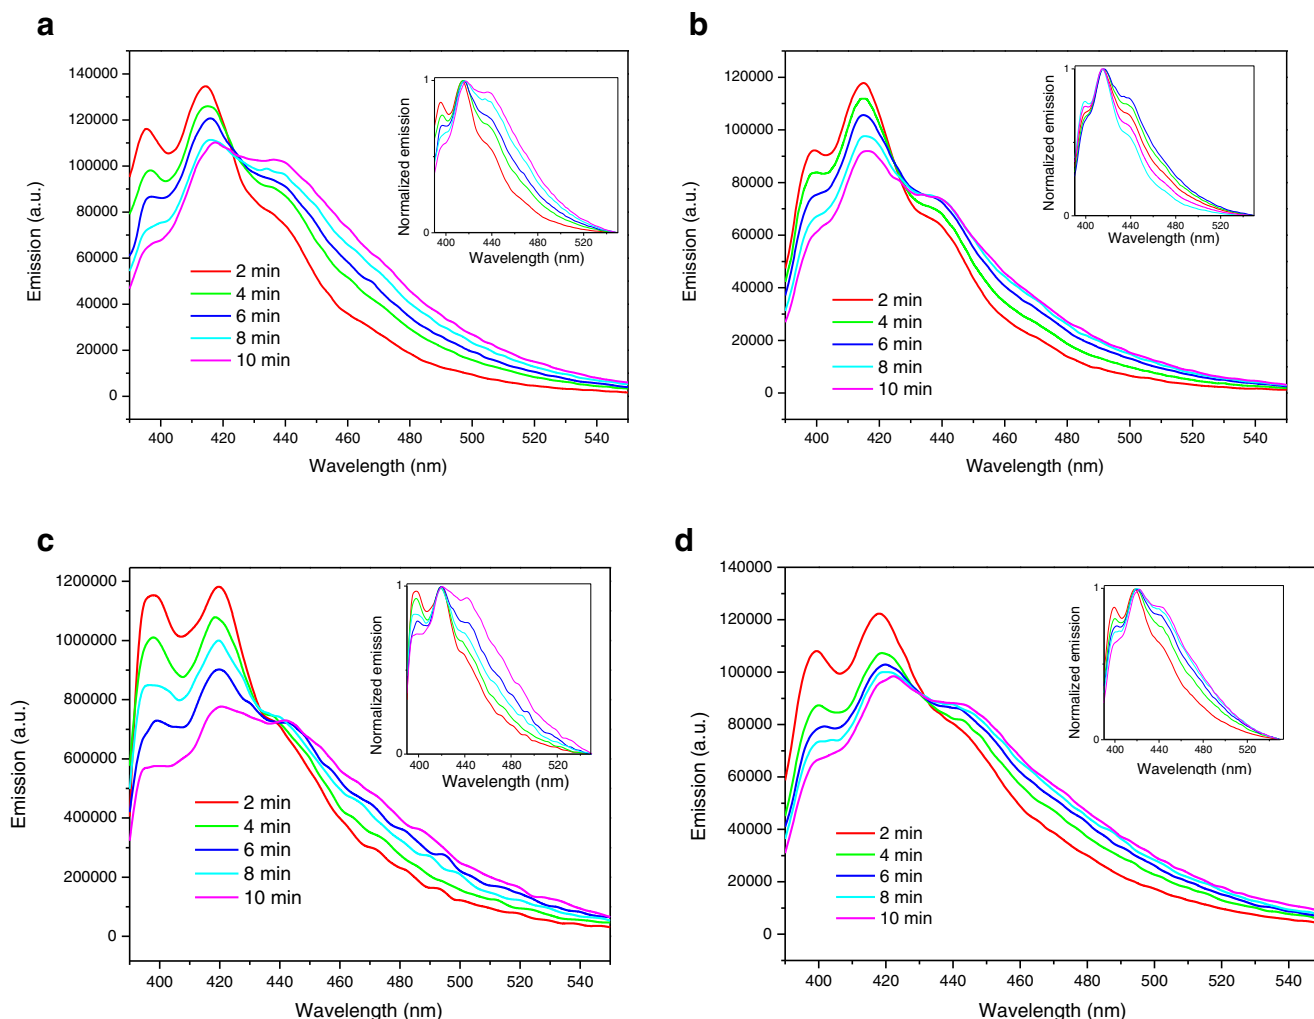 a
140000
120000
100000
80000
60000
40000
20000
0
400 420 440 460 480 500 520 540
Emission (a.u.)
Wavelength (nm)
2 min
4 min
6 min
8 min
10 min
1
0
400 440 480 520
Normalized emission
Wavelength (nm)
b
120000
100000
80000
60000
40000
20000
0
400 420 440 460 480 500 520 540
Emission (a.u.)
Wavelength (nm)
2 min
4 min
6 min
8 min
10 min
1
0
400 440 480 520
Normalized emission
Wavelength (nm)
c
1200000
1000000
800000
600000
400000
200000
0
400 420 440 460 480 500 520 540
Emission (a.u.)
Wavelength (nm)
2 min
4 min
6 min
8 min
10 min
1
0
400 440 480 520
Normalized emission
Wavelength (nm)
d
140000
120000
100000
80000
60000
40000
20000
0
400 420 440 460 480 500 520 540
Emission (a.u.)
Wavelength (nm)
2 min
4 min
6 min
8 min
10 min
1
0
400 440 480 520
Normalized emission
Wavelength (nm)